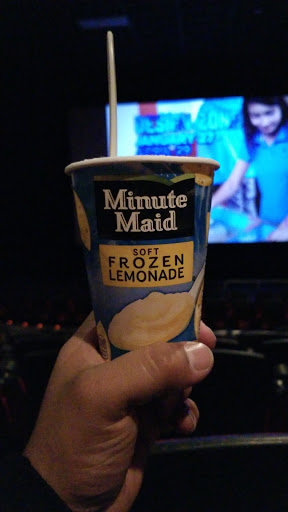 Minute
Maid
SOFT
FROZEN
LEMONADE